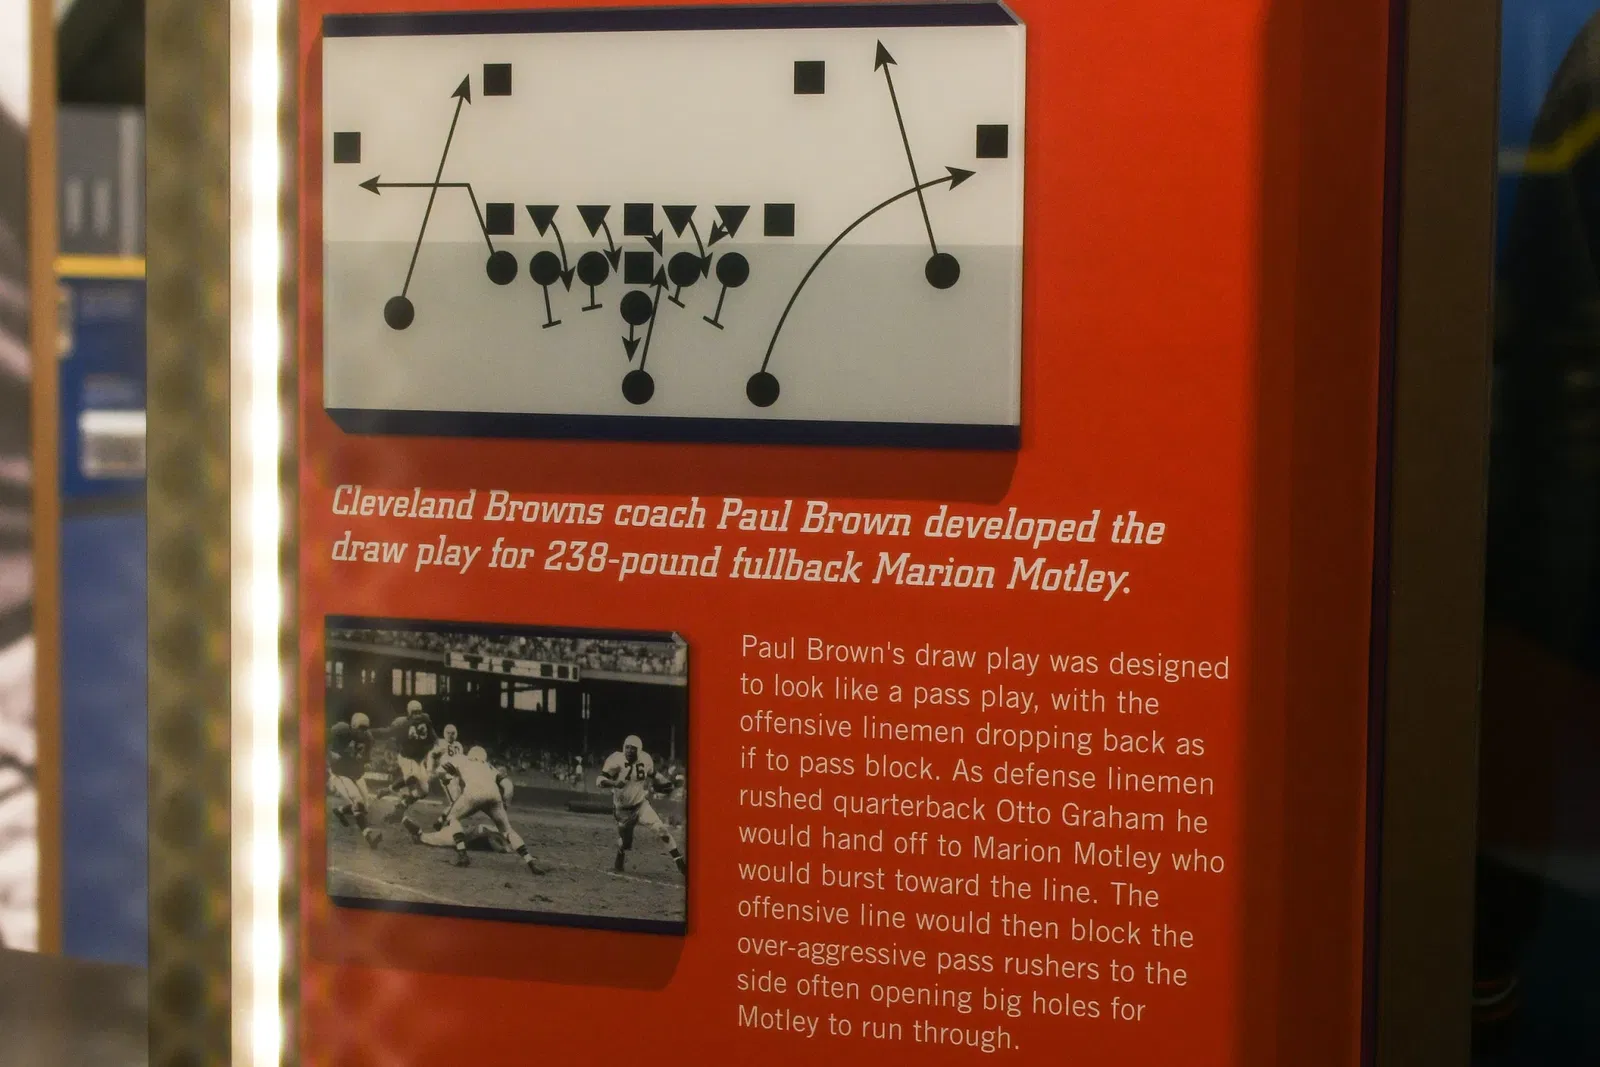 Cleveland Browns coach Paul Brown developed the
draw play for 238-pound fullback Marion Motley.
Paul Brown's draw play was designed
to look like a pass play, with the
offensive linemen dropping back as
if to pass block. As defense linemen
rushed quarterback Otto Graham he
would hand off to Marion Motley who
would burst toward the line. The
offensive line would then block the
over-aggressive pass rushers to the
side often opening big holes for
Motley to run through.
43
76